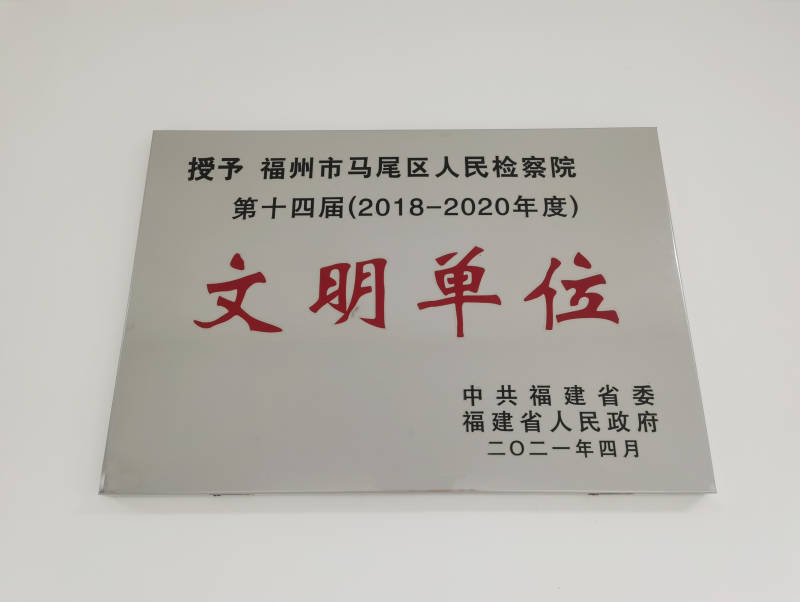 授予 福州市马尾区人民检察院
第十四届(2018-2020年度)
文明单位
中共福建省委
福建省人民政府
二〇二一年四月